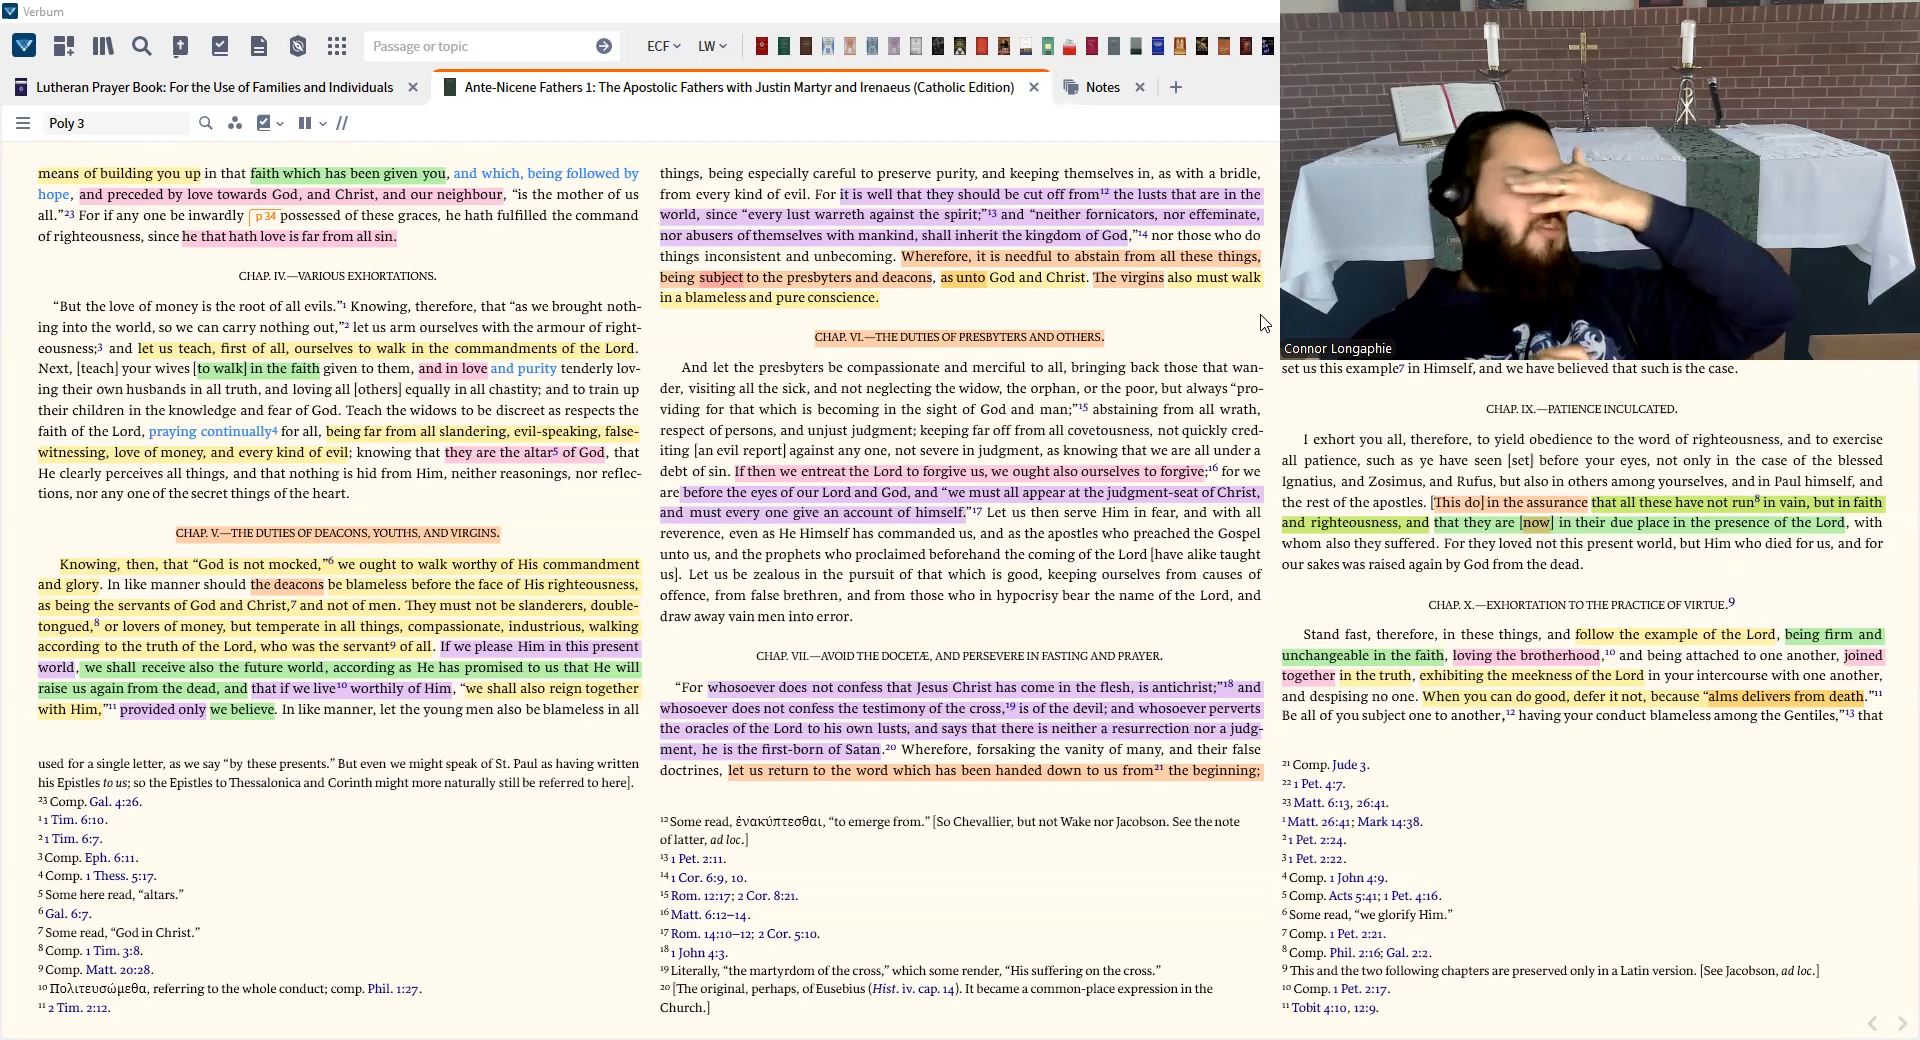 Verbum
Passage or topic
ECF
LW
Lutheran Prayer Book: For the Use of Families and Individuals
Ante-Nicene Fathers 1: The Apostolic Fathers with Justin Martyr and Irenaeus (Catholic Edition)
Notes
Poly 3
means of building you up in that faith which has been given you, and which, being followed by
hope, and preceded by love towards God, and Christ, and our neighbour, “is the mother of us
all.”²³ For if any one be inwardly p 34 possessed of these graces, he hath fulfilled the command
of righteousness, since he that hath love is far from all sin.
CHAP. IV.—VARIOUS EXHORTATIONS.
“But the love of money is the root of all evils.”¹ Knowing, therefore, that “as we brought noth-
ing into the world, so we can carry nothing out,”² let us arm ourselves with the armour of right-
eousness;³ and let us teach, first of all, ourselves to walk in the commandments of the Lord.
Next, [teach] your wives [to walk] in the faith given to them, and in love and purity tenderly lov-
ing their own husbands in all truth, and loving all [others] equally in all chastity; and to train up
their children in the knowledge and fear of God. Teach the widows to be discreet as respects the
faith of the Lord, praying continually⁴ for all, being far from all slandering, evil-speaking, false-
witnessing, love of money, and every kind of evil; knowing that they are the altar⁵ of God, that
He clearly perceives all things, and that nothing is hid from Him, neither reasonings, nor reflec-
tions, nor any one of the secret things of the heart.
CHAP. V.—THE DUTIES OF DEACONS, YOUTHS, AND VIRGINS.
Knowing, then, that “God is not mocked,”⁶ we ought to walk worthy of His commandment
and glory. In like manner should the deacons be blameless before the face of His righteousness,
as being the servants of God and Christ,⁷ and not of men. They must not be slanderers, double-
tongued,⁸ or lovers of money, but temperate in all things, compassionate, industrious, walking
according to the truth of the Lord, who was the servant⁹ of all. If we please Him in this present
world, we shall receive also the future world, according as He has promised to us that He will
raise us again from the dead, and that if we live¹⁰ worthily of Him, “we shall also reign together
with Him,”¹¹ provided only we believe. In like manner, let the young men also be blameless in all
used for a single letter, as we say “by these presents.” But even we might speak of St. Paul as having written
his Epistles to us; so the Epistles to Thessalonica and Corinth might more naturally still be referred to here].
²³ Comp. Gal. 4:26.
¹ 1 Tim. 6:10.
² 1 Tim. 6:7.
³ Comp. Eph. 6:11.
⁴ Comp. 1 Thess. 5:17.
⁵ Some here read, “altars.”
⁶ Gal. 6:7.
⁷ Some read, “God in Christ.”
⁸ Comp. 1 Tim. 3:8.
⁹ Comp. Matt. 20:28.
¹⁰ Πολιτευσώμεθα, referring to the whole conduct; comp. Phil. 1:27.
¹¹ 2 Tim. 2:12.
things, being especially careful to preserve purity, and keeping themselves in, as with a bridle,
from every kind of evil. For it is well that they should be cut off from¹² the lusts that are in the
world, since “every lust warreth against the spirit;”¹³ and “neither fornicators, nor effeminate,
nor abusers of themselves with mankind, shall inherit the kingdom of God,”¹⁴ nor those who do
things inconsistent and unbecoming. Wherefore, it is needful to abstain from all these things,
being subject to the presbyters and deacons, as unto God and Christ. The virgins also must walk
in a blameless and pure conscience.
CHAP. VI.—THE DUTIES OF PRESBYTERS AND OTHERS.
And let the presbyters be compassionate and merciful to all, bringing back those that wan-
der, visiting all the sick, and not neglecting the widow, the orphan, or the poor, but always “pro-
viding for that which is becoming in the sight of God and man;”¹⁵ abstaining from all wrath,
respect of persons, and unjust judgment; keeping far off from all covetousness, not quickly cred-
iting [an evil report] against any one, not severe in judgment, as knowing that we are all under a
debt of sin. If then we entreat the Lord to forgive us, we ought also ourselves to forgive;¹⁶ for we
are before the eyes of our Lord and God, and “we must all appear at the judgment-seat of Christ,
and must every one give an account of himself.”¹⁷ Let us then serve Him in fear, and with all
reverence, even as He Himself has commanded us, and as the apostles who preached the Gospel
unto us, and the prophets who proclaimed beforehand the coming of the Lord [have alike taught
us]. Let us be zealous in the pursuit of that which is good, keeping ourselves from causes of
offence, from false brethren, and from those who in hypocrisy bear the name of the Lord, and
draw away vain men into error.
CHAP. VII.—AVOID THE DOCETÆ, AND PERSEVERE IN FASTING AND PRAYER.
“For whosoever does not confess that Jesus Christ has come in the flesh, is antichrist;”¹⁸ and
whosoever does not confess the testimony of the cross,¹⁹ is of the devil; and whosoever perverts
the oracles of the Lord to his own lusts, and says that there is neither a resurrection nor a judg-
ment, he is the first-born of Satan.²⁰ Wherefore, forsaking the vanity of many, and their false
doctrines, let us return to the word which has been handed down to us from²¹ the beginning;
¹² Some read, ἐνακύπτεσθαι, “to emerge from.” [So Chevallier, but not Wake nor Jacobson. See the note
of latter, ad loc.]
¹³ 1 Pet. 2:11.
¹⁴ 1 Cor. 6:9, 10.
¹⁵ Rom. 12:17; 2 Cor. 8:21.
¹⁶ Matt. 6:12–14.
¹⁷ Rom. 14:10–12; 2 Cor. 5:10.
¹⁸ 1 John 4:3.
¹⁹ Literally, “the martyrdom of the cross,” which some render, “His suffering on the cross.”
²⁰ [The original, perhaps, of Eusebius (Hist. iv. cap. 14). It became a common-place expression in the
Church.]
Connor Longaphie
set us this example⁷ in Himself, and we have believed that such is the case.
CHAP. IX.—PATIENCE INCULCATED.
I exhort you all, therefore, to yield obedience to the word of righteousness, and to exercise
all patience, such as ye have seen [set] before your eyes, not only in the case of the blessed
Ignatius, and Zosimus, and Rufus, but also in others among yourselves, and in Paul himself, and
the rest of the apostles. [This do] in the assurance that all these have not run⁸ in vain, but in faith
and righteousness, and that they are [now] in their due place in the presence of the Lord, with
whom also they suffered. For they loved not this present world, but Him who died for us, and for
our sakes was raised again by God from the dead.
CHAP. X.—EXHORTATION TO THE PRACTICE OF VIRTUE.⁹
Stand fast, therefore, in these things, and follow the example of the Lord, being firm and
unchangeable in the faith, loving the brotherhood,¹⁰ and being attached to one another, joined
together in the truth, exhibiting the meekness of the Lord in your intercourse with one another,
and despising no one. When you can do good, defer it not, because “alms delivers from death.”¹¹
Be all of you subject one to another,¹² having your conduct blameless among the Gentiles,”¹³ that
²¹ Comp. Jude 3.
²² 1 Pet. 4:7.
²³ Matt. 6:13, 26:41.
¹ Matt. 26:41; Mark 14:38.
² 1 Pet. 2:24.
³ 1 Pet. 2:22.
⁴ Comp. 1 John 4:9.
⁵ Comp. Acts 5:41; 1 Pet. 4:16.
⁶ Some read, “we glorify Him.”
⁷ Comp. 1 Pet. 2:21.
⁸ Comp. Phil. 2:16; Gal. 2:2.
⁹ This and the two following chapters are preserved only in a Latin version. [See Jacobson, ad loc.]
¹⁰ Comp. 1 Pet. 2:17.
¹¹ Tobit 4:10, 12:9.